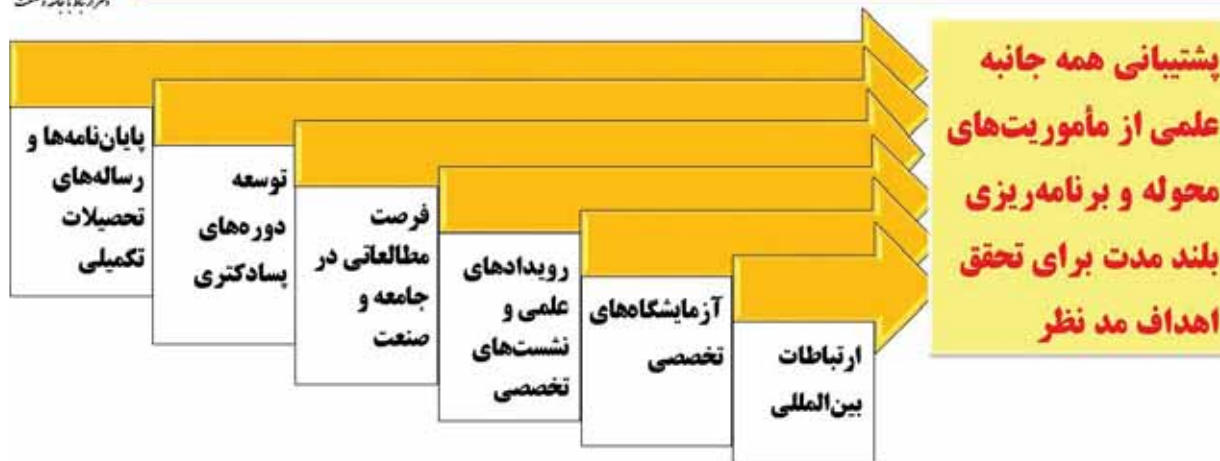 پشتیبانی همه جانبه
علمی از مأموریت‌های
محوله و برنامه‌ریزی
بلند مدت برای تحقق
اهداف مد نظر
پایان‌نامه‌ها و
رساله‌های
تحصیلات
تکمیلی
توسعه
دوره‌های
پسادکتری
فرصت
مطالعاتی در
جامعه و
صنعت
رویدادهای
علمی و
نشست‌های
تخصصی
آزمایشگاه‌های
تخصصی
ارتباطات
بین‌المللی